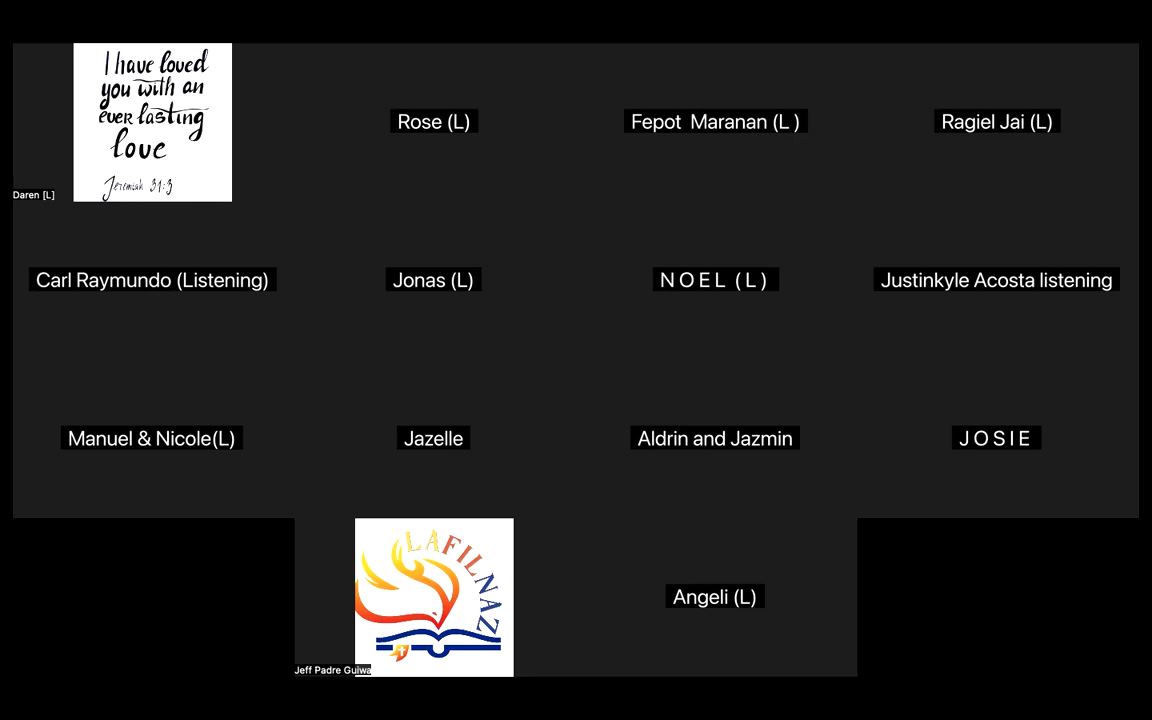 I have loved
you with an
ever lasting
love
Jeremiah 31:3
Daren [L]
Rose (L)
Fepot Maranan (L )
Ragiel Jai (L)
Carl Raymundo (Listening)
Jonas (L)
N O E L ( L )
Justinkyle Acosta listening
Manuel & Nicole(L)
Jazelle
Aldrin and Jazmin
J O S I E
LAFILNAZ
Jeff Padre Guiwa
Angeli (L)